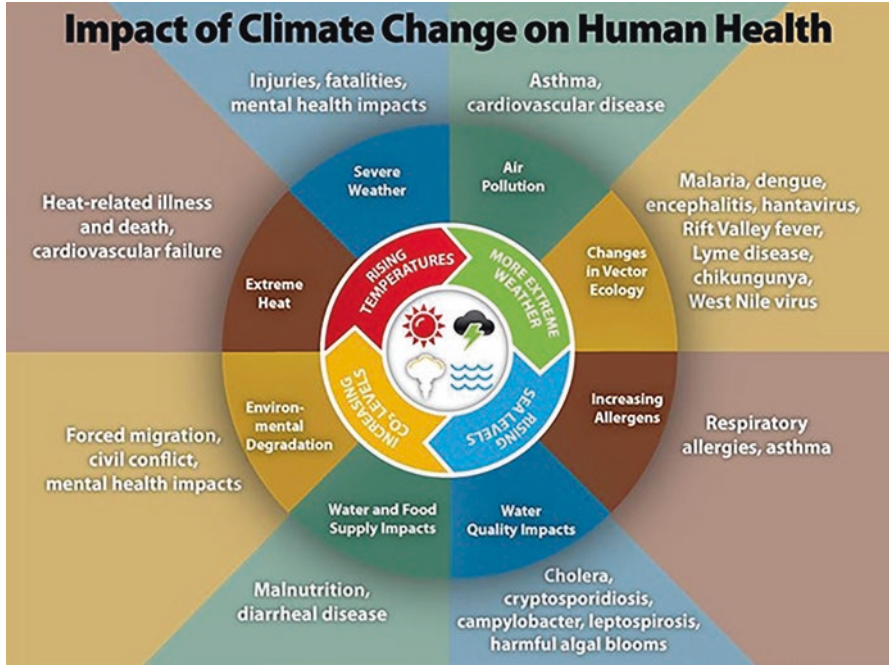 Impact of Climate Change on Human Health
Injuries, fatalities,
mental health impacts
Asthma,
cardiovascular disease
Severe
Weather
Air
Pollution
Heat-related illness
and death,
cardiovascular failure
Extreme
Heat
Malaria, dengue,
encephalitis, hantavirus,
Rift Valley fever,
Lyme disease,
chikungunya,
West Nile virus
Changes
in Vector
Ecology
RISING
TEMPERATURES
MORE EXTREME
WEATHER
INCREASING
CO₂ LEVELS
RISING
SEA LEVELS
Environ-
mental
Degradation
Increasing
Allergens
Forced migration,
civil conflict,
mental health impacts
Respiratory
allergies, asthma
Water and Food
Supply Impacts
Water
Quality Impacts
Malnutrition,
diarrheal disease
Cholera,
cryptosporidiosis,
campylobacter, leptospirosis,
harmful algal blooms